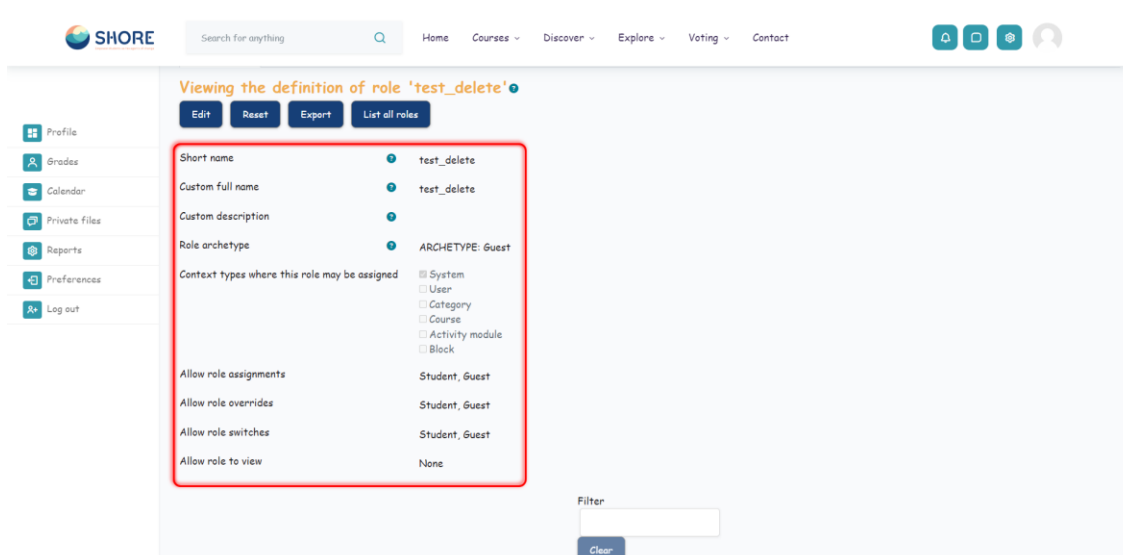 SHORE
Search for anything
Home Courses Discover Explore Voting Contact
Viewing the definition of role 'test_delete'
Edit Reset Export List all roles
Profile
Grades
Calendar
Private files
Reports
Preferences
Log out
Short name test_delete
Custom full name test_delete
Custom description
Role archetype ARCHETYPE: Guest
Context types where this role may be assigned System
User
Category
Course
Activity module
Block
Allow role assignments Student, Guest
Allow role overrides Student, Guest
Allow role switches Student, Guest
Allow role to view None
Filter
Clear